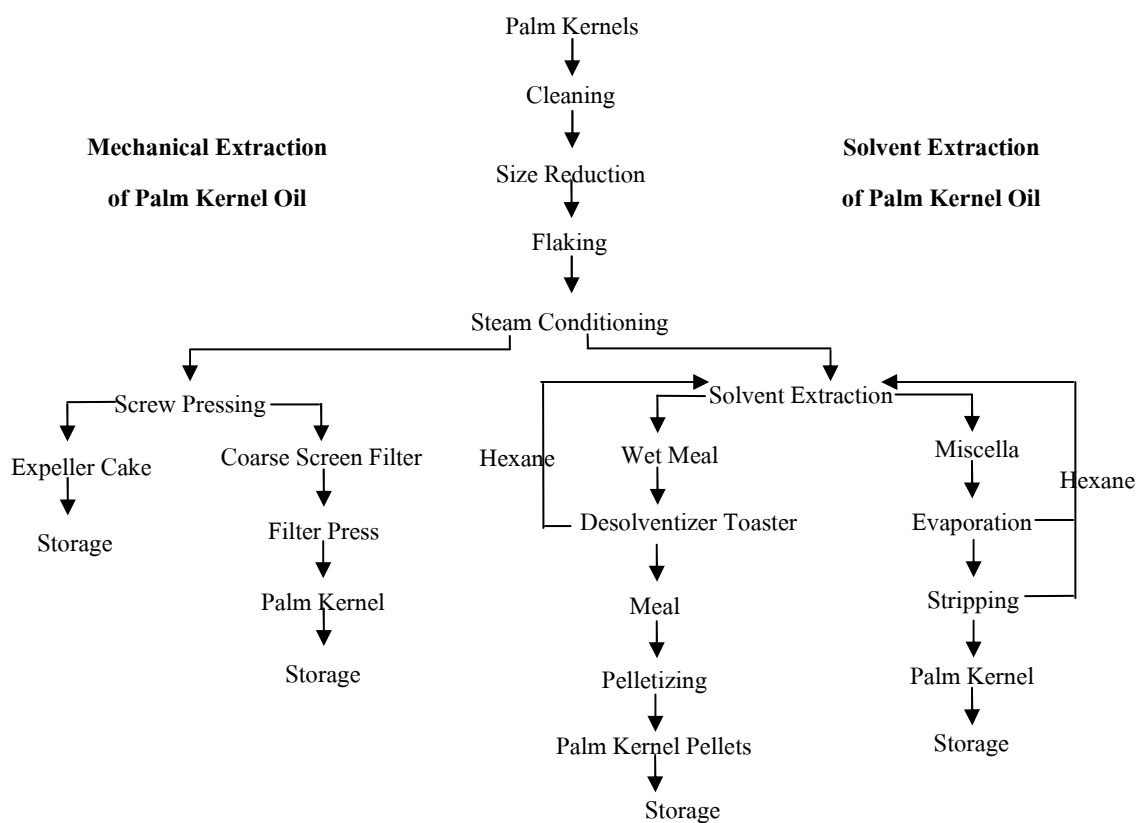 Palm Kernels
Cleaning
Mechanical Extraction
of Palm Kernel Oil
Solvent Extraction
of Palm Kernel Oil
Size Reduction
Flaking
Steam Conditioning
Screw Pressing
Expeller Cake
Storage
Coarse Screen Filter
Filter Press
Palm Kernel
Storage
Solvent Extraction
Hexane
Wet Meal
Desolventizer Toaster
Meal
Pelletizing
Palm Kernel Pellets
Storage
Miscella
Hexane
Evaporation
Stripping
Palm Kernel
Storage